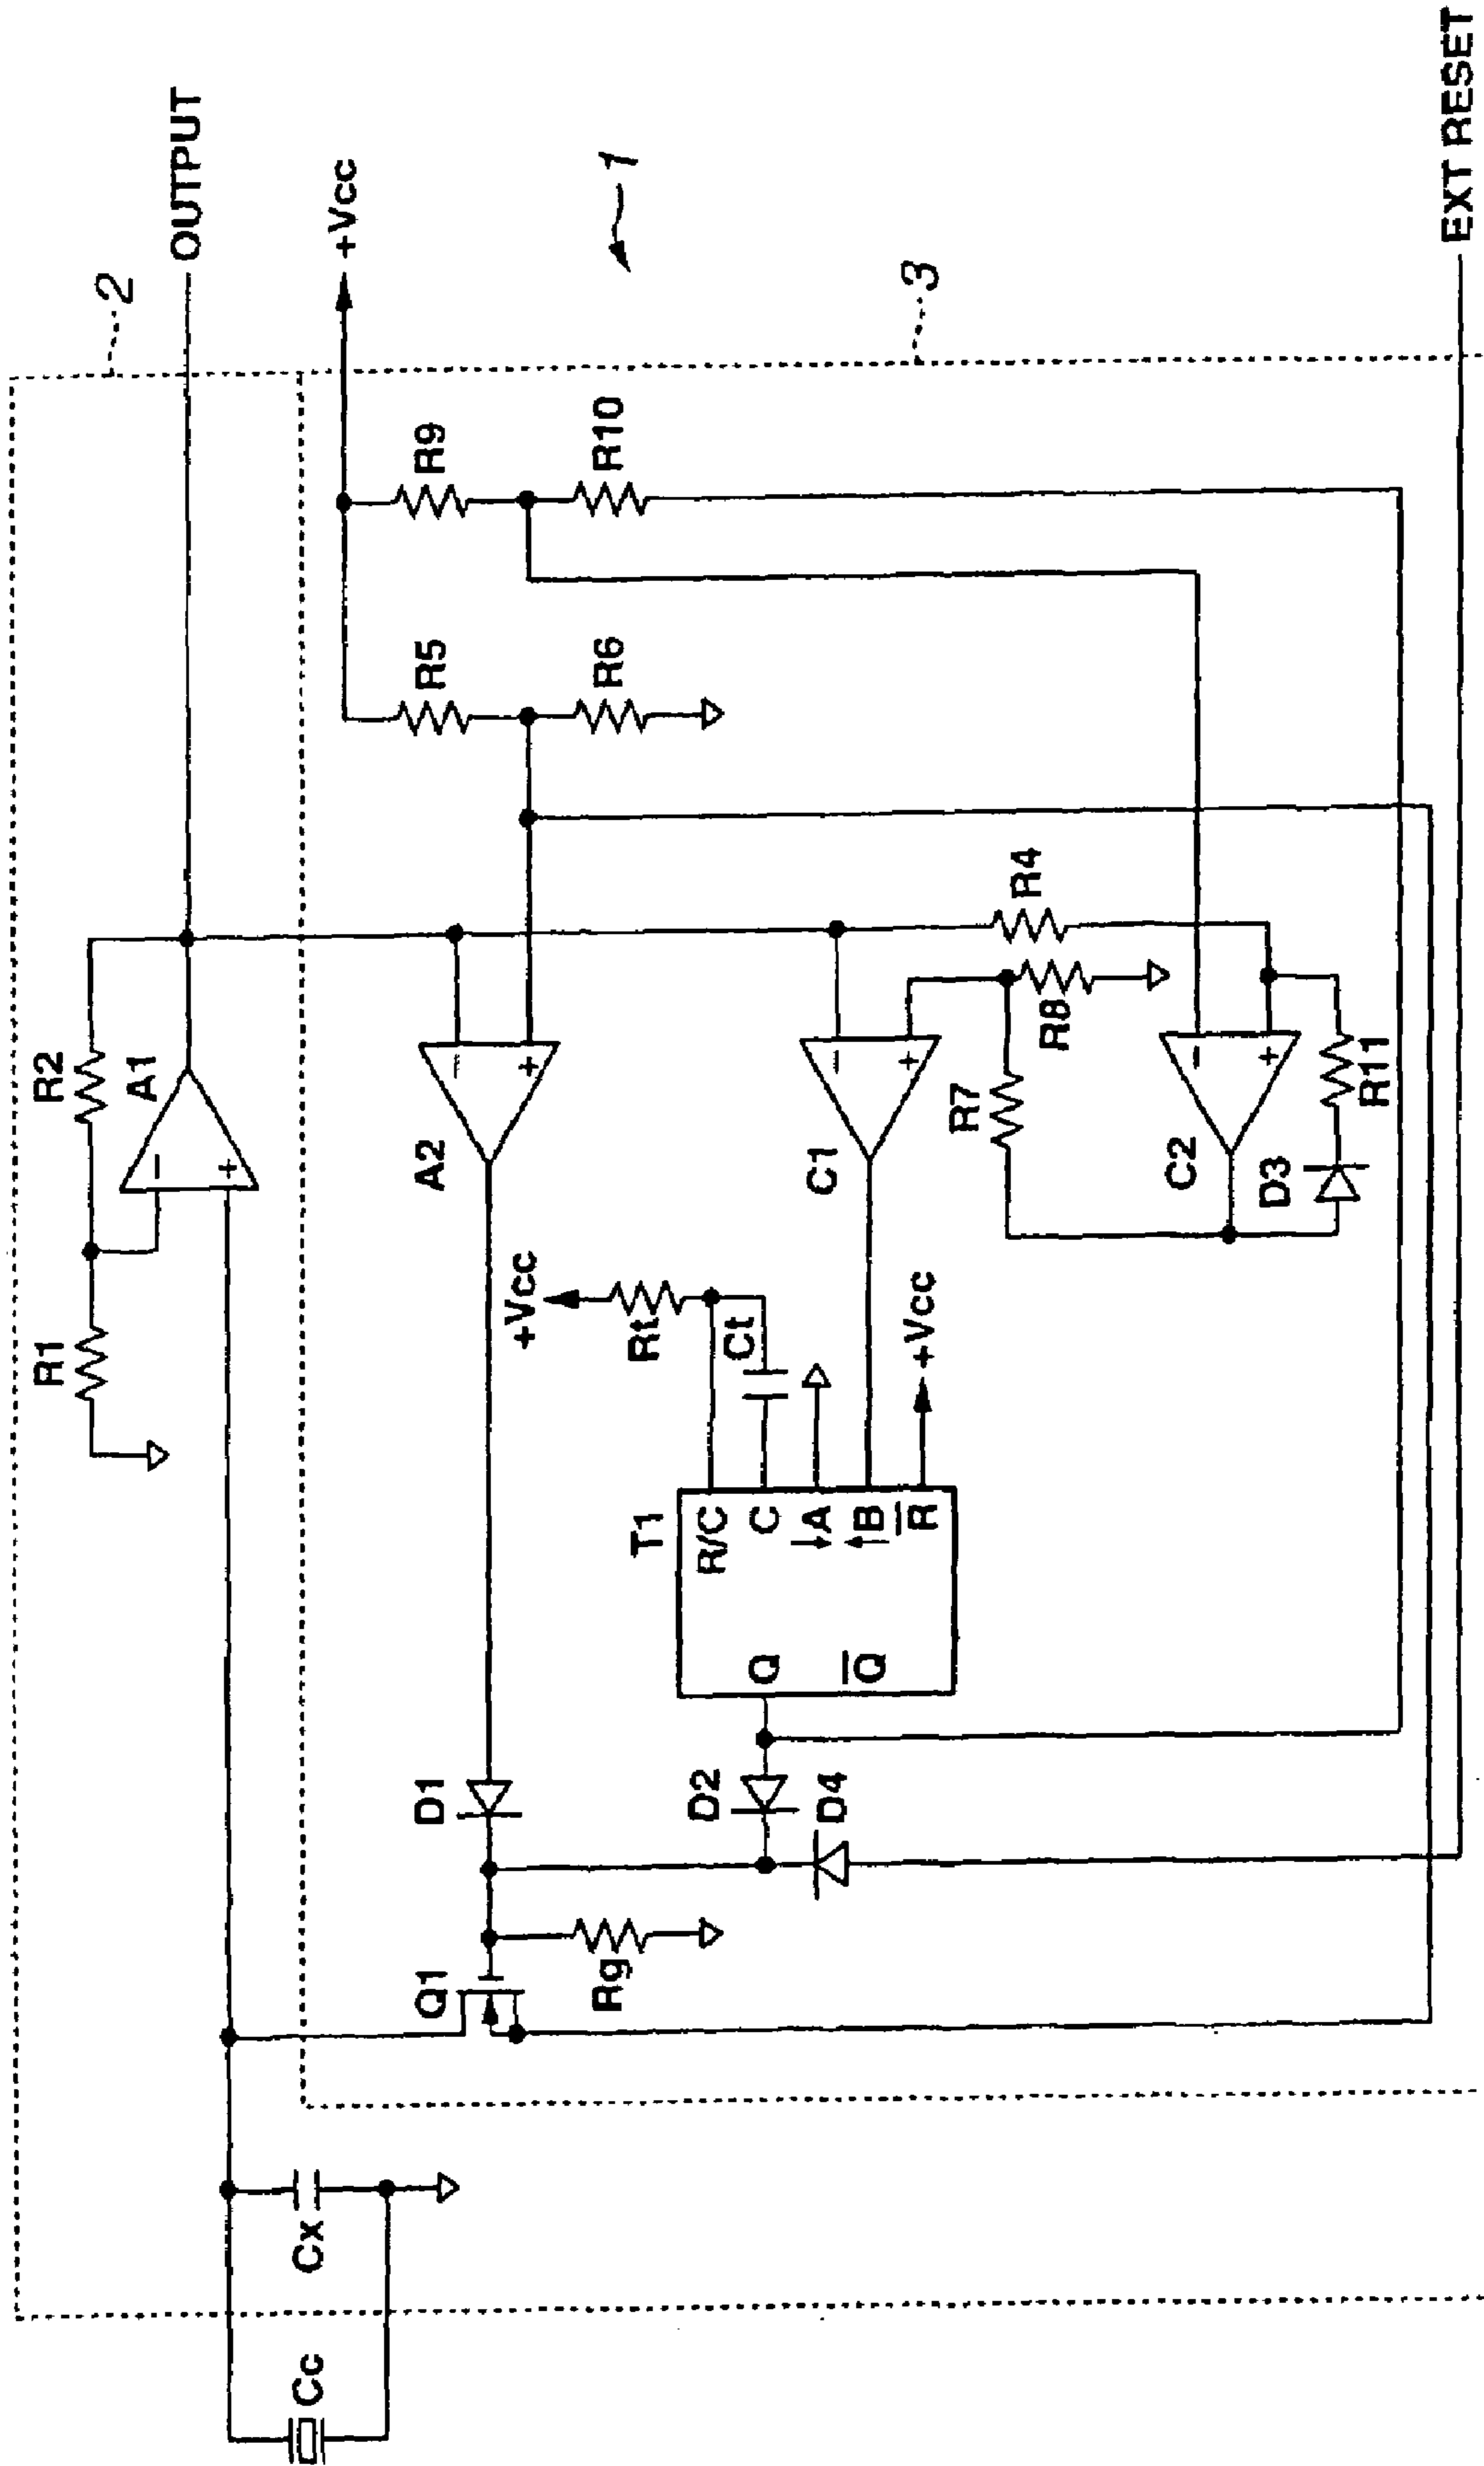 2
OUTPUT
+Vcc
1
3
EXT RESET
R2
A1
−
+
R1
R9
R10
R5
R6
R4
A2
−
+
C1
−
+
R8
R7
C2
−
+
R11
D3
+Vcc
Rt
Ct
+Vcc
T1
R/C
C
A
B
R
Q
Q
D1
D2
D4
Q1
Rg
Cx
Cc